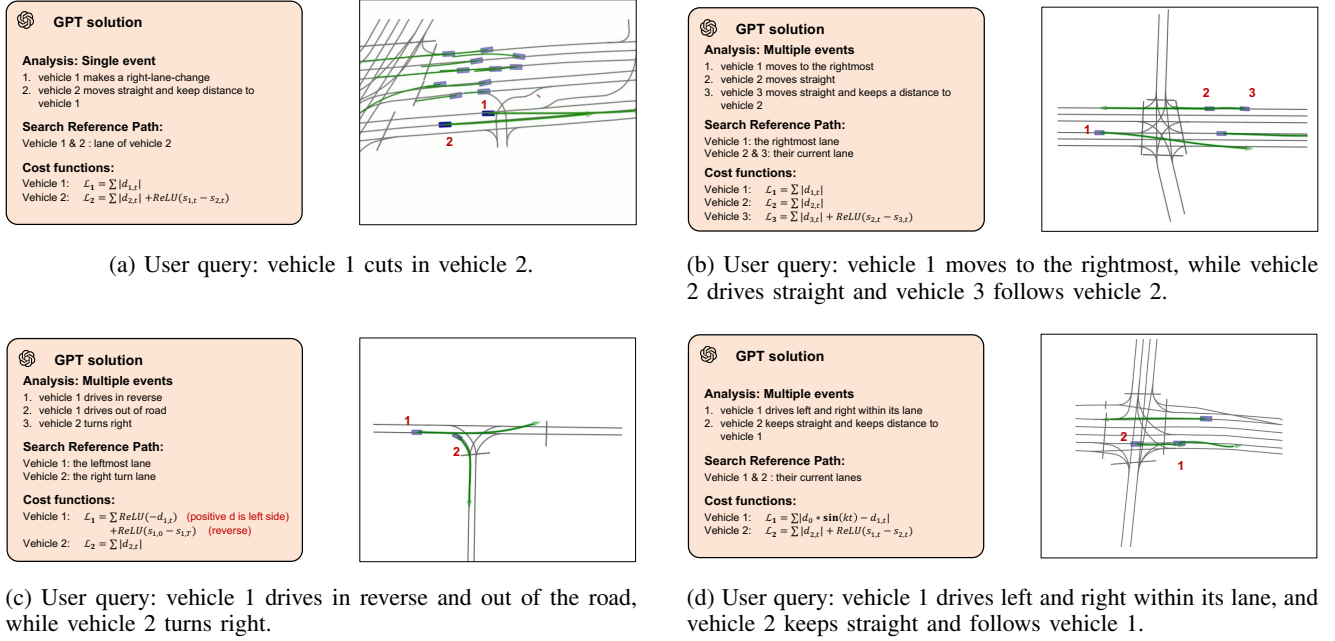 GPT solution
Analysis: Single event
1. vehicle 1 makes a right-lane-change
2. vehicle 2 moves straight and keep distance to
vehicle 1
Search Reference Path:
Vehicle 1 & 2 : lane of vehicle 2
Cost functions:
Vehicle 1: ℒ₁ = ∑|d₁,ₜ|
Vehicle 2: ℒ₂ = ∑|d₂,ₜ| +ReLU(s₁,ₜ − s₂,ₜ)
1
2
(a) User query: vehicle 1 cuts in vehicle 2.
GPT solution
Analysis: Multiple events
1. vehicle 1 moves to the rightmost
2. vehicle 2 moves straight
3. vehicle 3 moves straight and keeps a distance to
vehicle 2
Search Reference Path:
Vehicle 1: the rightmost lane
Vehicle 2 & 3: their current lane
Cost functions:
Vehicle 1: ℒ₁ = ∑|d₁,ₜ|
Vehicle 2: ℒ₂ = ∑|d₂,ₜ|
Vehicle 3: ℒ₃ = ∑|d₃,ₜ| + ReLU(s₂,ₜ − s₃,ₜ)
2 3
1
(b) User query: vehicle 1 moves to the rightmost, while vehicle
2 drives straight and vehicle 3 follows vehicle 2.
GPT solution
Analysis: Multiple events
1. vehicle 1 drives in reverse
2. vehicle 1 drives out of road
3. vehicle 2 turns right
Search Reference Path:
Vehicle 1: the leftmost lane
Vehicle 2: the right turn lane
Cost functions:
Vehicle 1: ℒ₁ = ∑ ReLU(−d₁,ₜ) (positive d is left side)
+ReLU(s₁,₀ − s₁,T) (reverse)
Vehicle 2: ℒ₂ = ∑|d₂,ₜ|
1
2
(c) User query: vehicle 1 drives in reverse and out of the road,
while vehicle 2 turns right.
GPT solution
Analysis: Multiple events
1. vehicle 1 drives left and right within its lane
2. vehicle 2 keeps straight and keeps distance to
vehicle 1
Search Reference Path:
Vehicle 1 & 2 : their current lanes
Cost functions:
Vehicle 1: ℒ₁ = ∑|d₀ * sin(kt) − d₁,ₜ|
Vehicle 2: ℒ₂ = ∑|d₂,ₜ| + ReLU(s₁,ₜ − s₂,ₜ)
2
1
(d) User query: vehicle 1 drives left and right within its lane, and
vehicle 2 keeps straight and follows vehicle 1.